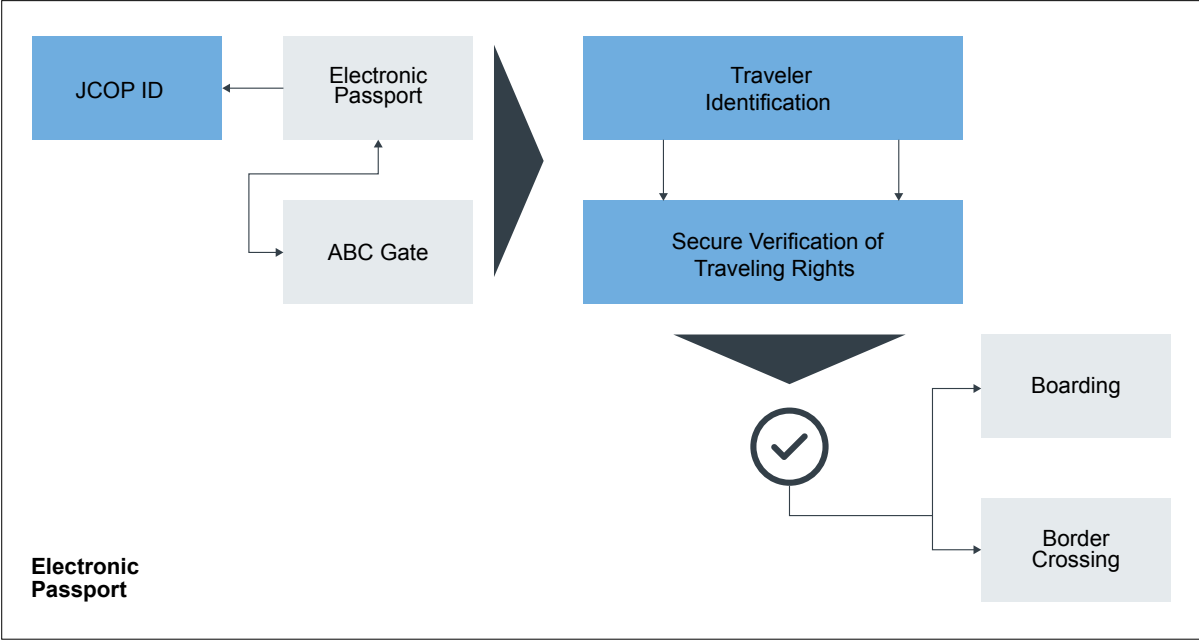 JCOP ID
Electronic
Passport
Traveler
Identification
ABC Gate
Secure Verification of
Traveling Rights
Boarding
Border
Crossing
Electronic
Passport